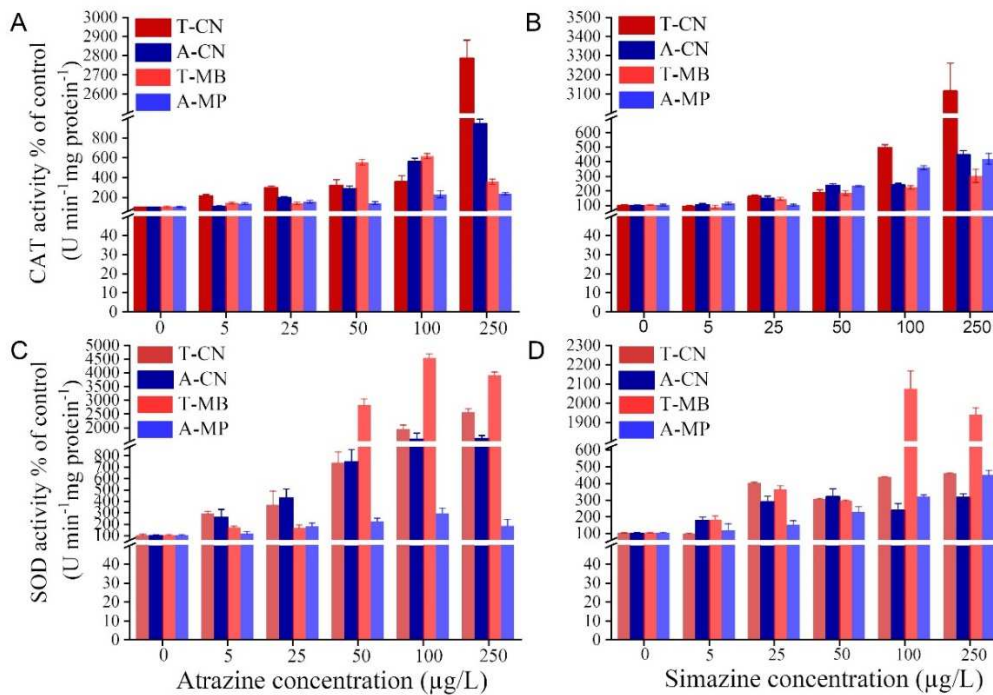 A
CAT activity % of control
(U min⁻¹mg protein⁻¹)
3000
2900
2800
2700
2600
800
600
400
200
40
30
20
10
0
T-CN
A-CN
T-MB
A-MP
0 5 25 50 100 250
B
3500
3400
3300
3200
3100
500
400
300
200
100
40
30
20
10
0
T-CN
A-CN
T-MB
A-MP
0 5 25 50 100 250
C
SOD activity % of control
(U min⁻¹mg protein⁻¹)
5000
4500
4000
3500
3000
2500
2000
800
700
600
500
400
300
200
100
50
40
30
20
10
0
T-CN
A-CN
T-MB
A-MP
0 5 25 50 100 250
Atrazine concentration (µg/L)
D
2300
2200
2100
2000
1900
600
500
400
300
200
100
50
40
30
20
10
0
T-CN
A-CN
T-MB
A-MP
0 5 25 50 100 250
Simazine concentration (µg/L)